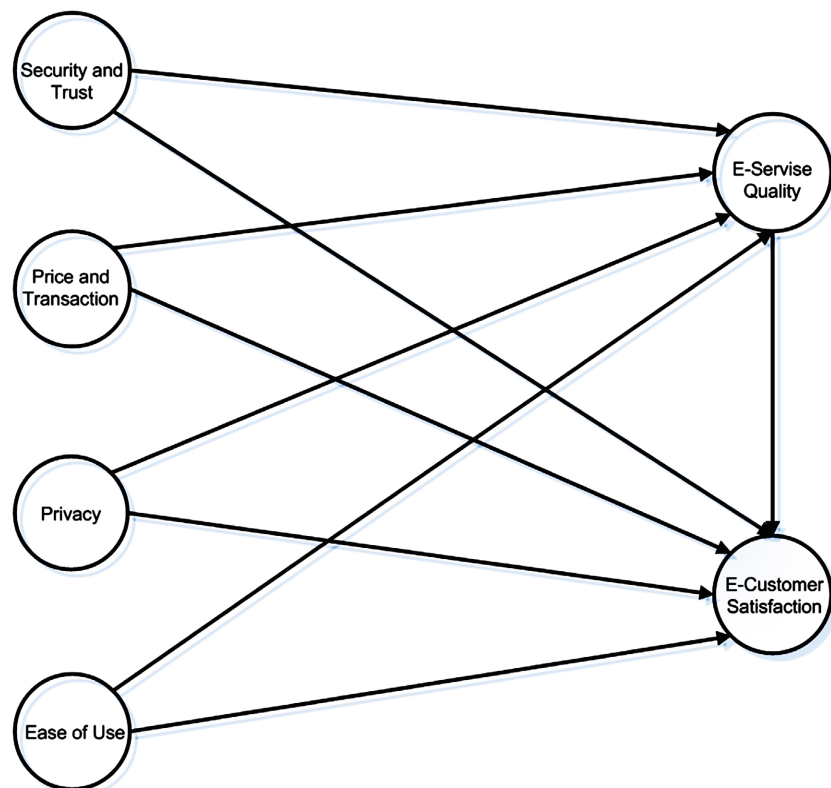 Security and
Trust
E-Servise
Quality
Price and
Transaction
Privacy
E-Customer
Satisfaction
Ease of Use